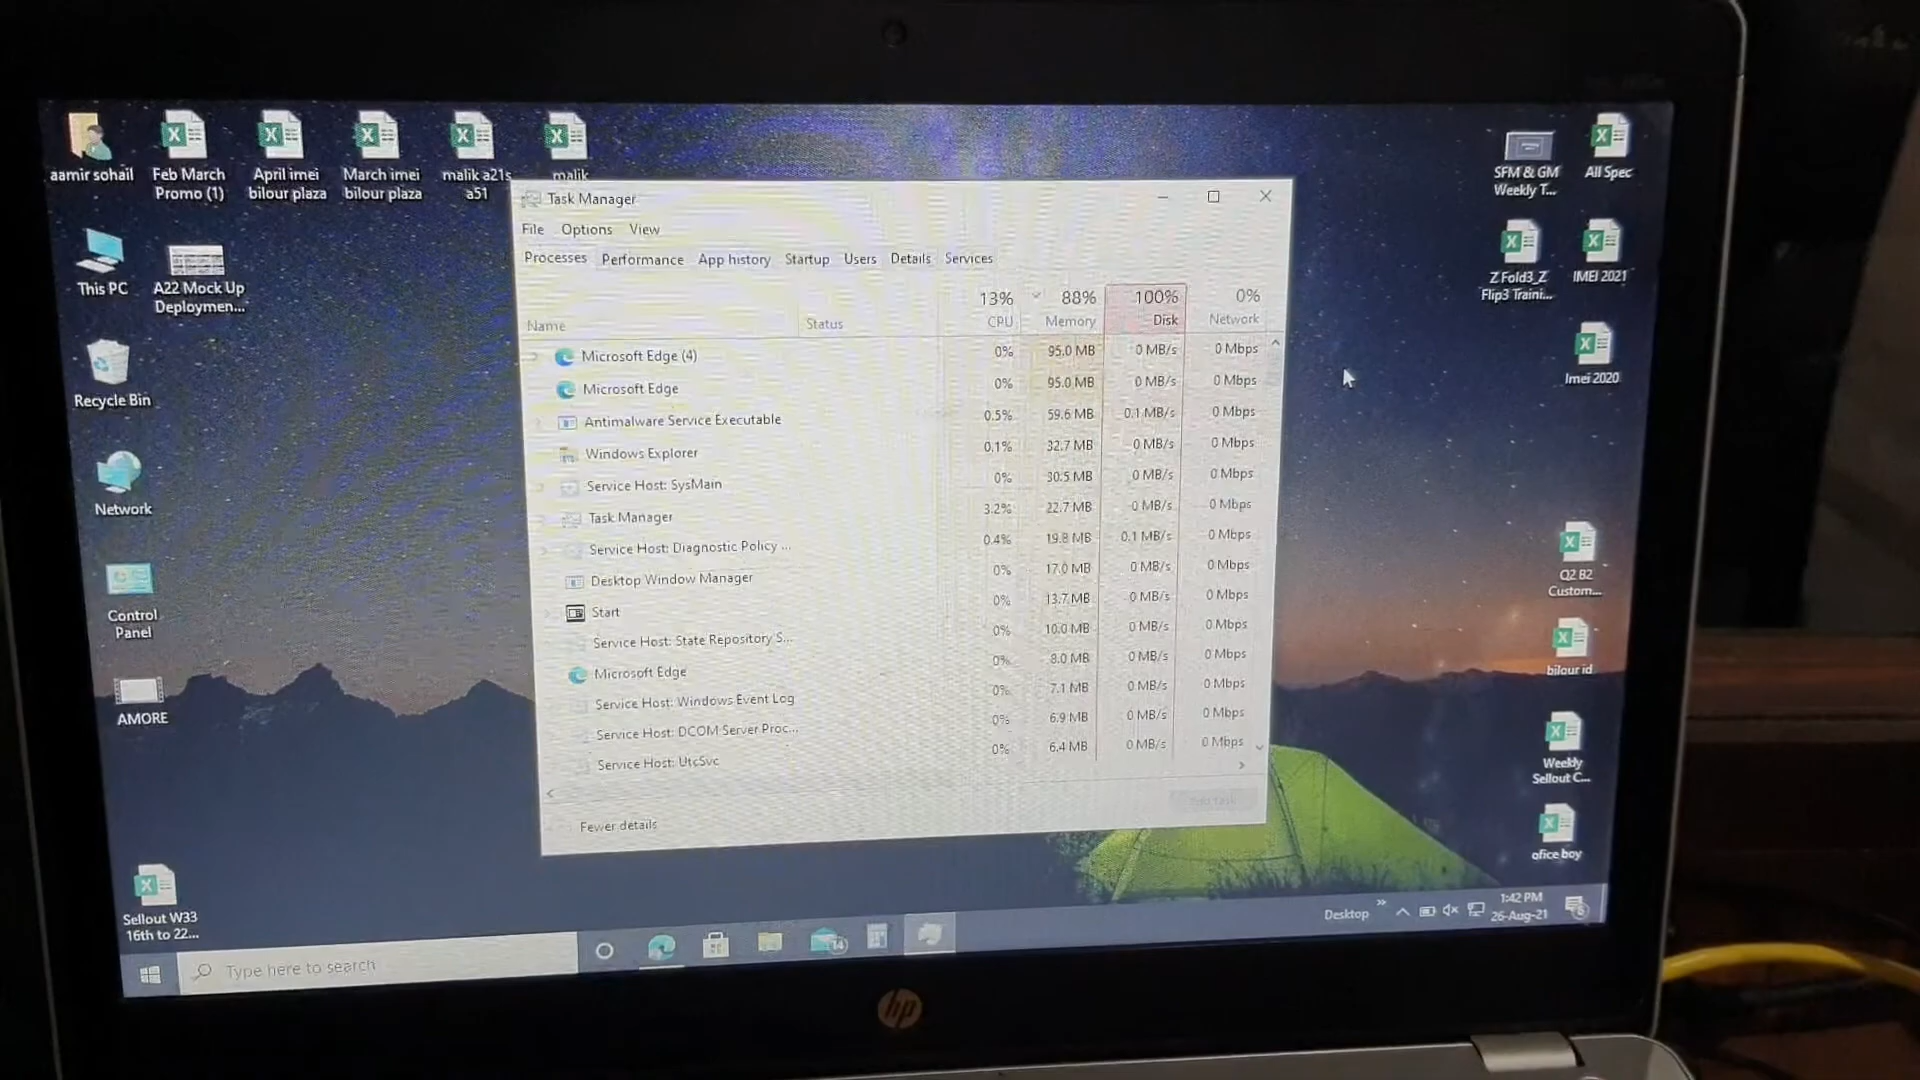 aamir sohail
Feb March
Promo (1)
April imei
bilour plaza
March imei
bilour plaza
malik a21s
a51
malik
SFM & GM
Weekly T...
All Spec
This PC
A22 Mock Up
Deploymen...
Z Fold3_Z
Flip3 Traini...
IMEI 2021
Recycle Bin
Imei 2020
Network
Control
Panel
Q2 B2
Custom...
AMORE
bilour id
Weekly
Sellout C...
ofice boy
Sellout W33
16th to 22...
Task Manager
File Options View
Processes Performance App history Startup Users Details Services
13% 88% 100% 0%
Name Status CPU Memory Disk Network
Microsoft Edge (4) 0% 95.0 MB 0 MB/s 0 Mbps
Microsoft Edge 0% 95.0 MB 0 MB/s 0 Mbps
Antimalware Service Executable 0.5% 59.6 MB 0.1 MB/s 0 Mbps
Windows Explorer 0.1% 32.7 MB 0 MB/s 0 Mbps
Service Host: SysMain 0% 30.5 MB 0 MB/s 0 Mbps
Task Manager 3.2% 22.7 MB 0 MB/s 0 Mbps
Service Host: Diagnostic Policy ... 0.4% 19.8 MB 0.1 MB/s 0 Mbps
Desktop Window Manager 0% 17.0 MB 0 MB/s 0 Mbps
Start 0% 13.7 MB 0 MB/s 0 Mbps
Service Host: State Repository S... 0% 10.0 MB 0 MB/s 0 Mbps
Microsoft Edge 0% 8.0 MB 0 MB/s 0 Mbps
Service Host: Windows Event Log 0% 7.1 MB 0 MB/s 0 Mbps
Service Host: DCOM Server Proc... 0% 6.9 MB 0 MB/s 0 Mbps
Service Host: UtcSvc 0% 6.4 MB 0 MB/s 0 Mbps
Fewer details End task
Type here to search
14
Desktop
1:42 PM
26-Aug-21
hp